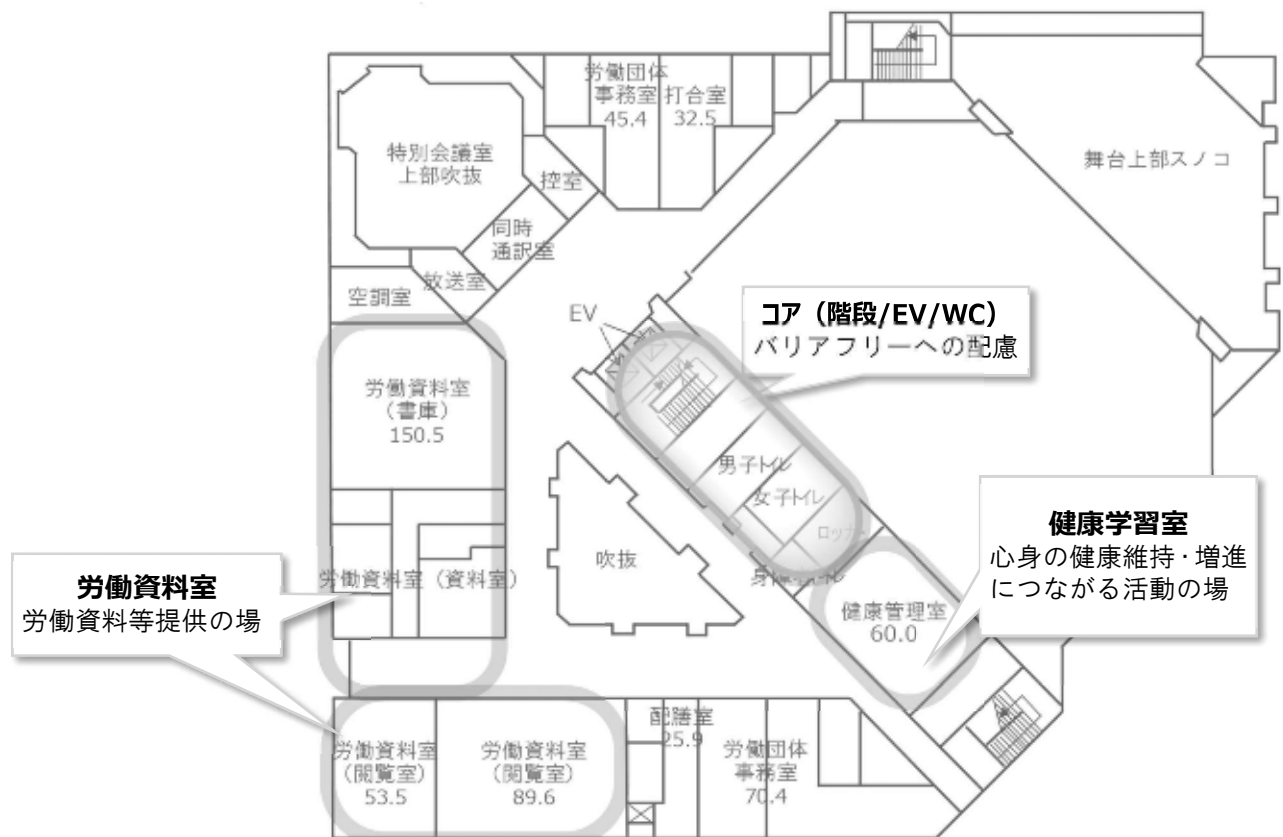 労働団体
事務室
45.4
打合室
32.5
特別会議室
上部吹抜
控室
舞台上部スノコ
同時
通訳室
放送室
空調室
EV
コア（階段/EV/WC）
バリアフリーへの配慮
労働資料室
（書庫）
150.5
男子トイレ
女子トイレ
ロッカー
健康学習室
心身の健康維持・増進
につながる活動の場
吹抜
労働資料室
労働資料等提供の場
労働資料室（資料室）
健康管理室
60.0
配膳室
25.9
労働資料室
（閲覧室）
53.5
労働資料室
（閲覧室）
89.6
労働団体
事務室
70.4